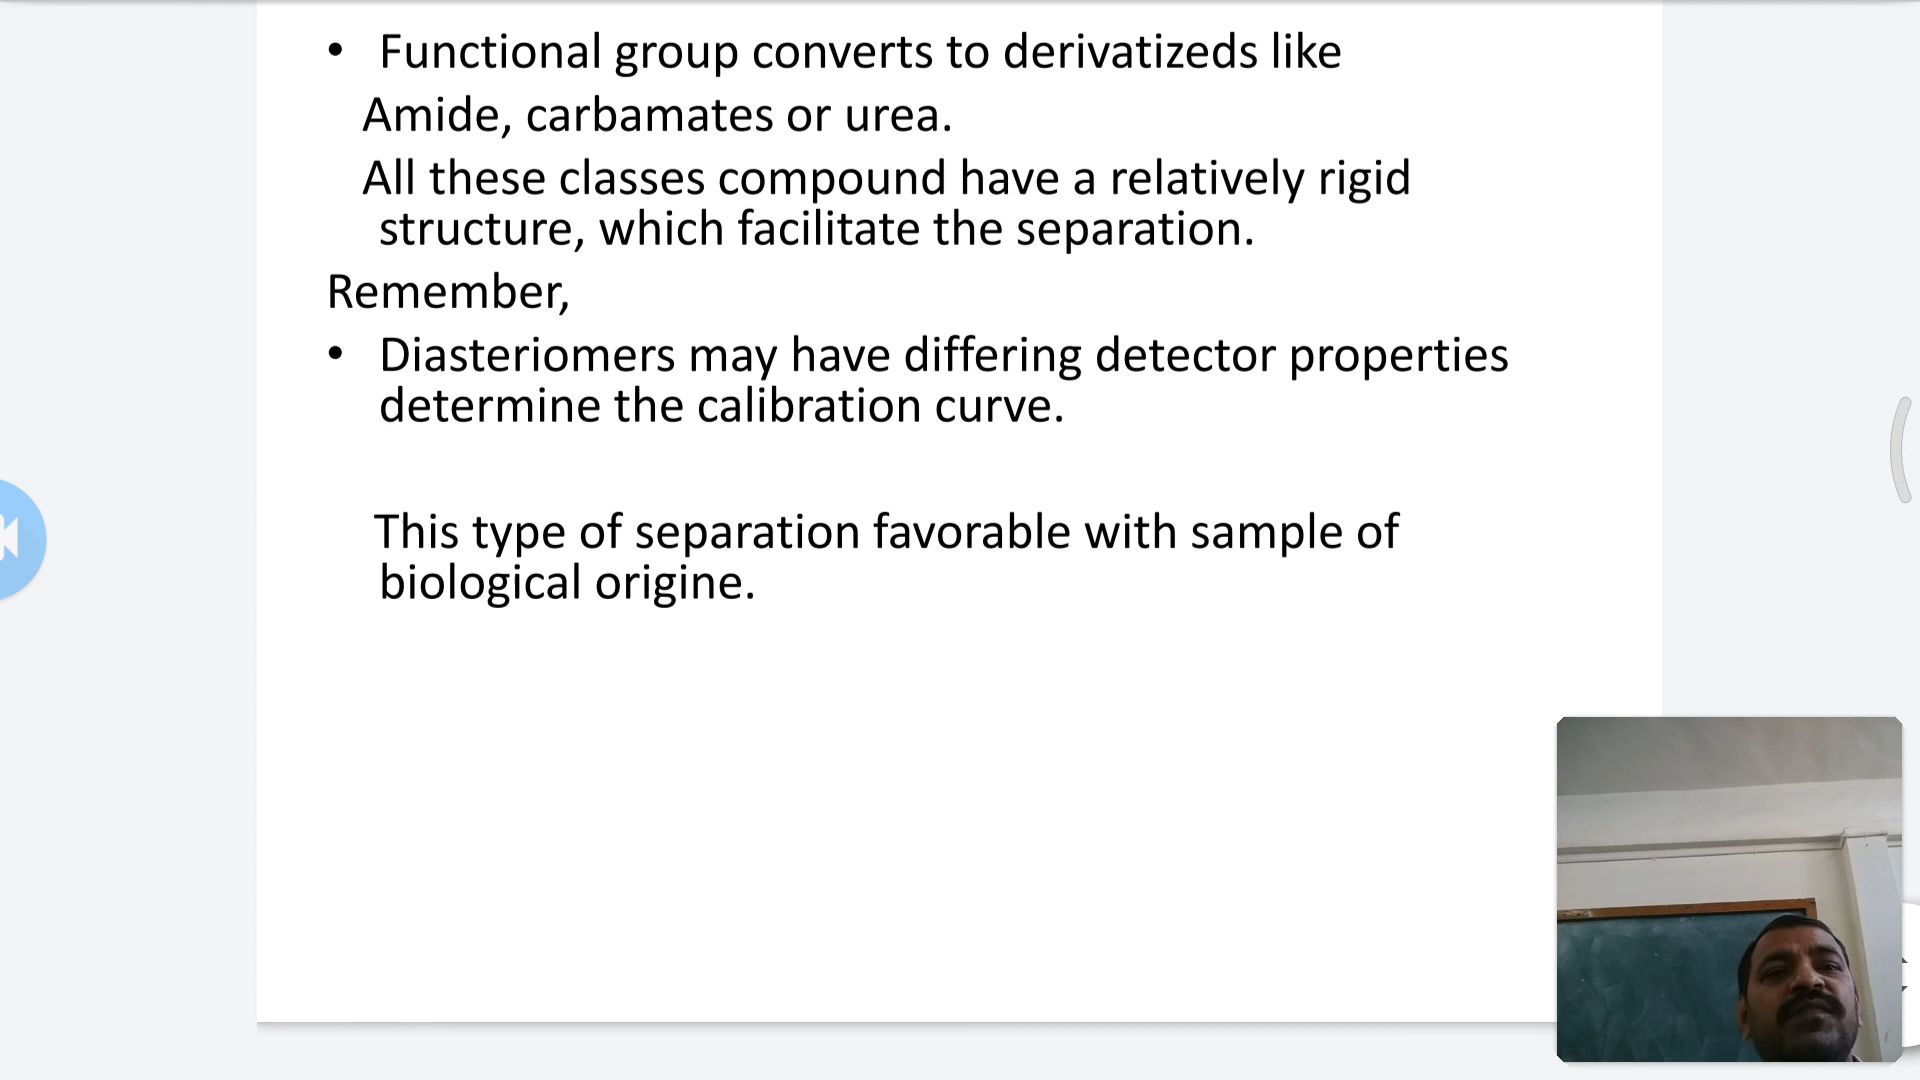 • Functional group converts to derivatizeds like
Amide, carbamates or urea.
All these classes compound have a relatively rigid
structure, which facilitate the separation.
Remember,
• Diasteriomers may have differing detector properties
determine the calibration curve.
This type of separation favorable with sample of
biological origine.